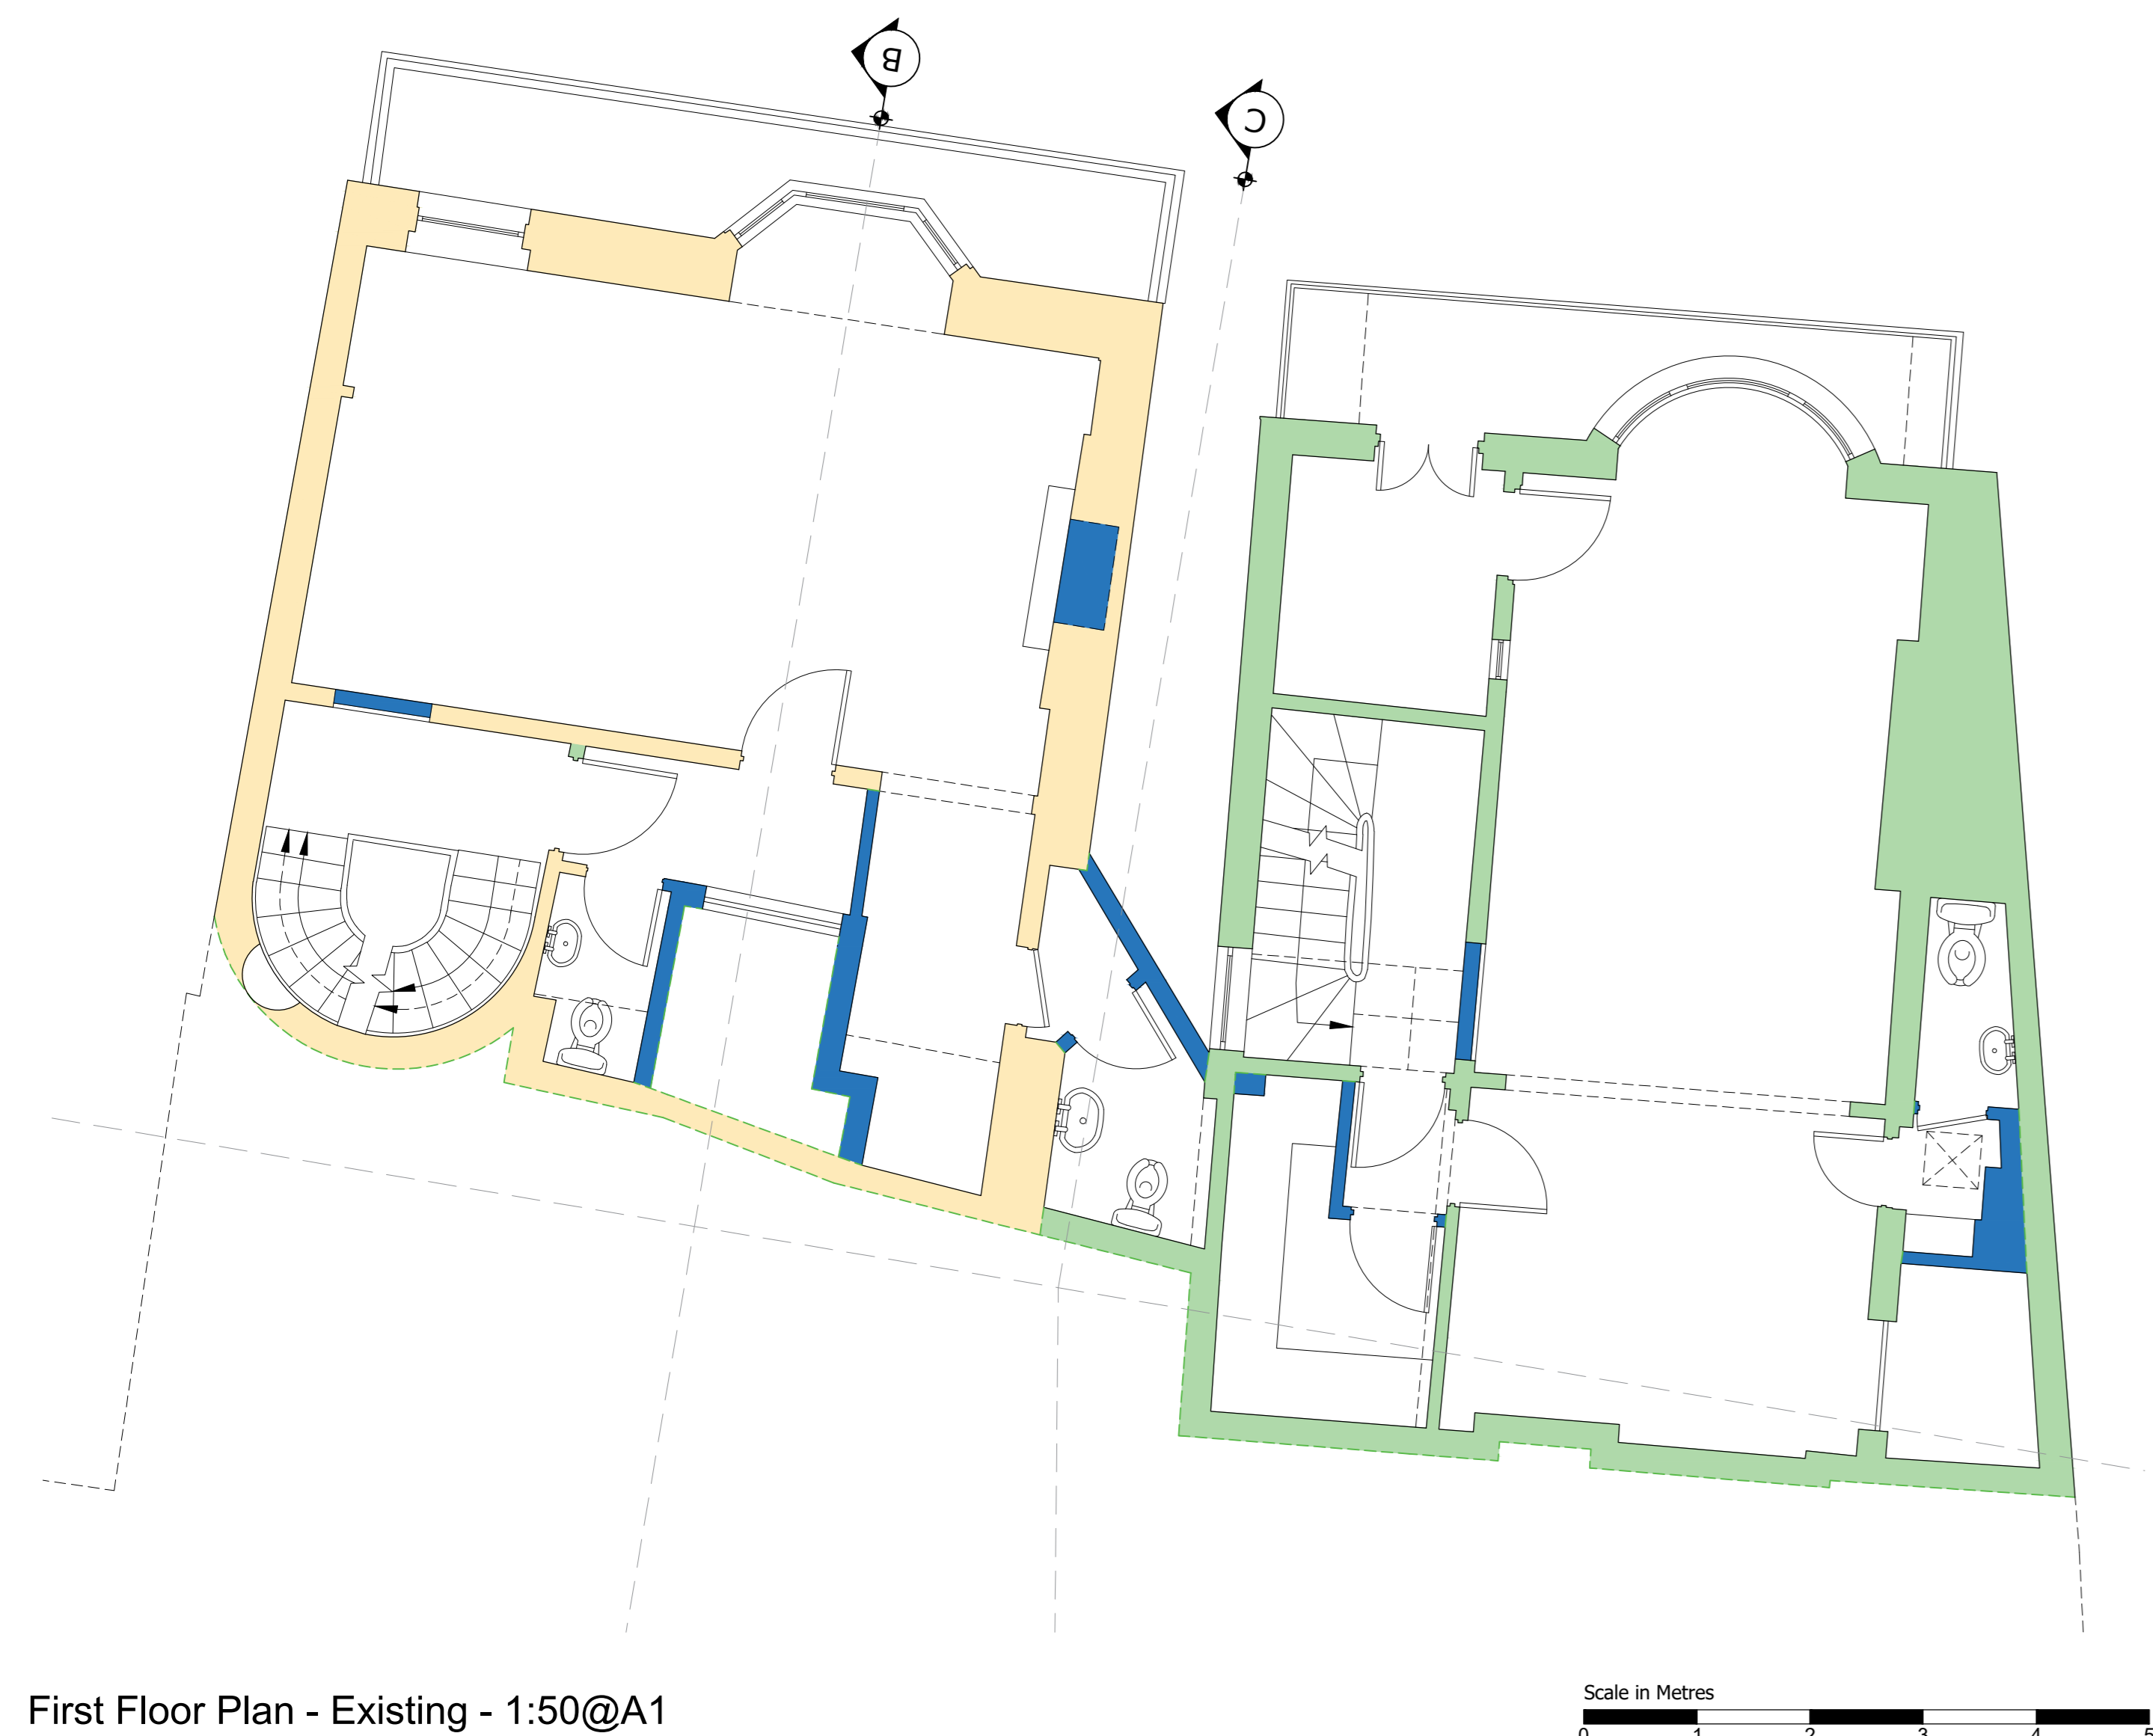 B
C
First Floor Plan - Existing - 1:50@A1
Scale in Metres
0 1 2 3 4 5